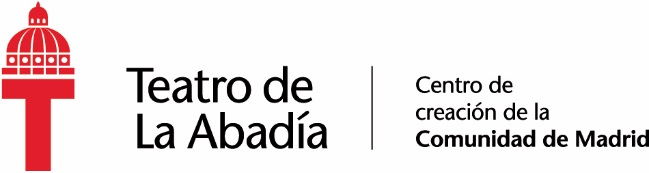 Teatro de
La Abadía
Centro de
creación de la
Comunidad de Madrid